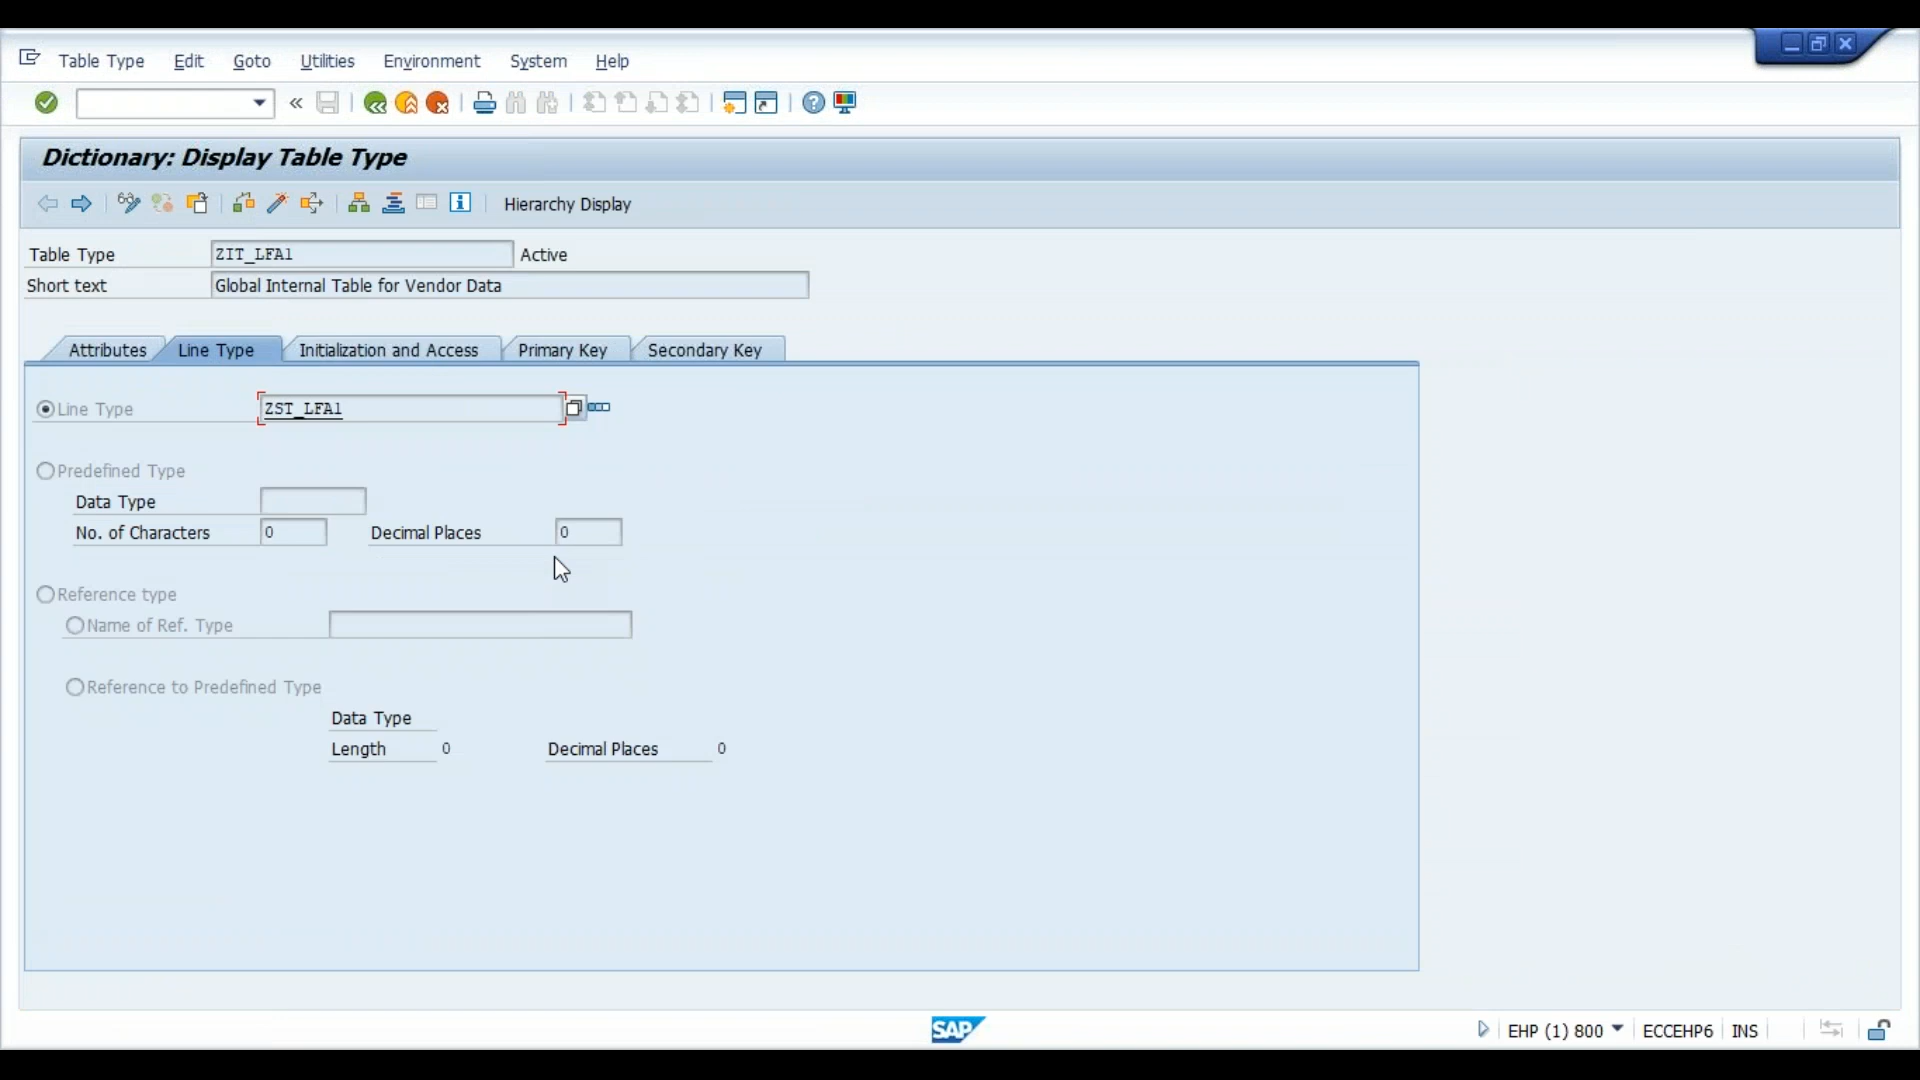 Table Type Edit Goto Utilities Environment System Help
Dictionary: Display Table Type
Hierarchy Display
Table Type ZIT_LFA1 Active
Short text Global Internal Table for Vendor Data
Attributes Line Type Initialization and Access Primary Key Secondary Key
Line Type ZST_LFA1
Predefined Type
Data Type
No. of Characters 0 Decimal Places 0
Reference type
Name of Ref. Type
Reference to Predefined Type
Data Type
Length 0 Decimal Places 0
SAP EHP (1) 800 ECCEHP6 INS